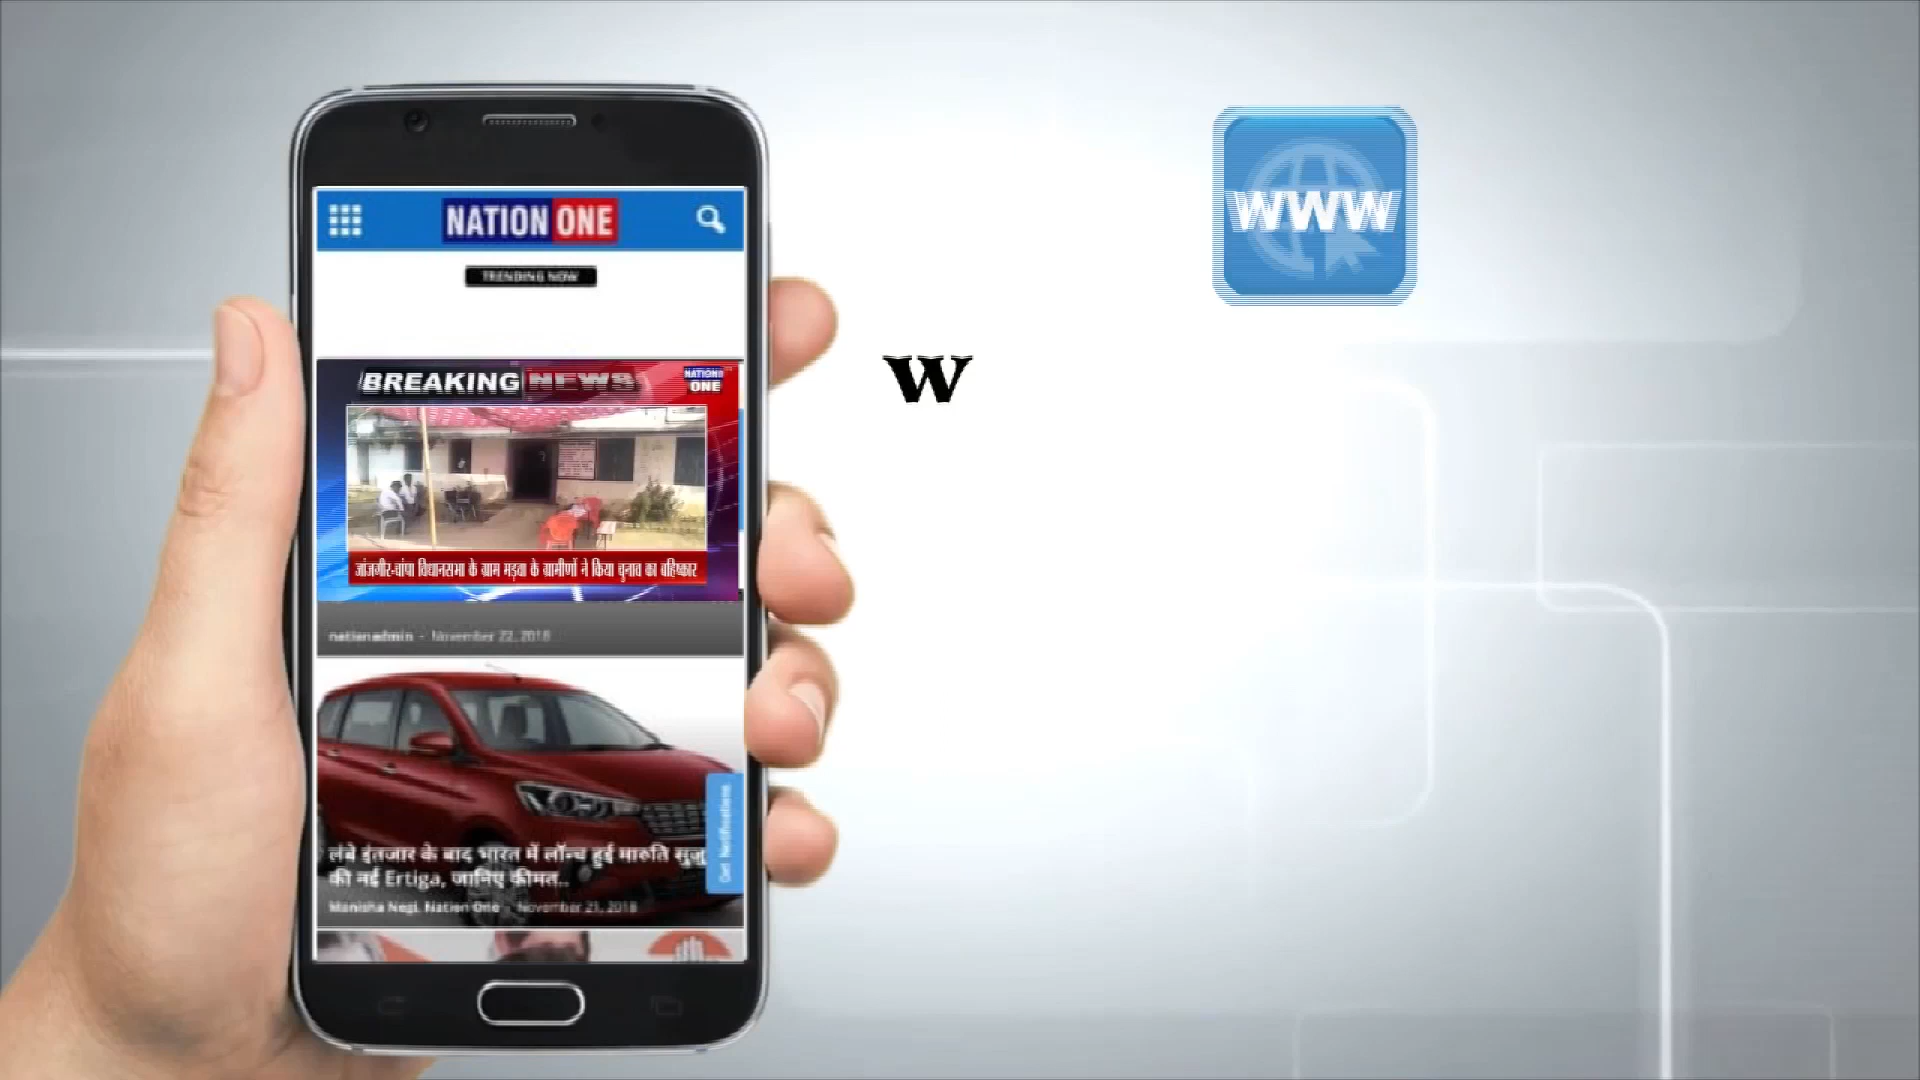 NATION ONE
TRENDING NOW
BREAKING NEWS
NATION ONE
जांजगीर-चांपा विधानसभा के ग्राम मड़वा के ग्रामीणों ने किया चुनाव का बहिष्कार
nationadmin - November 22, 2018
लंबे इंतजार के बाद भारत में लॉन्च हुई मारुति सुजु
की नई Ertiga, जानिए कीमत..
Manisha Negi, Nation One - November 21, 2018
Get Notifications
WWW
w